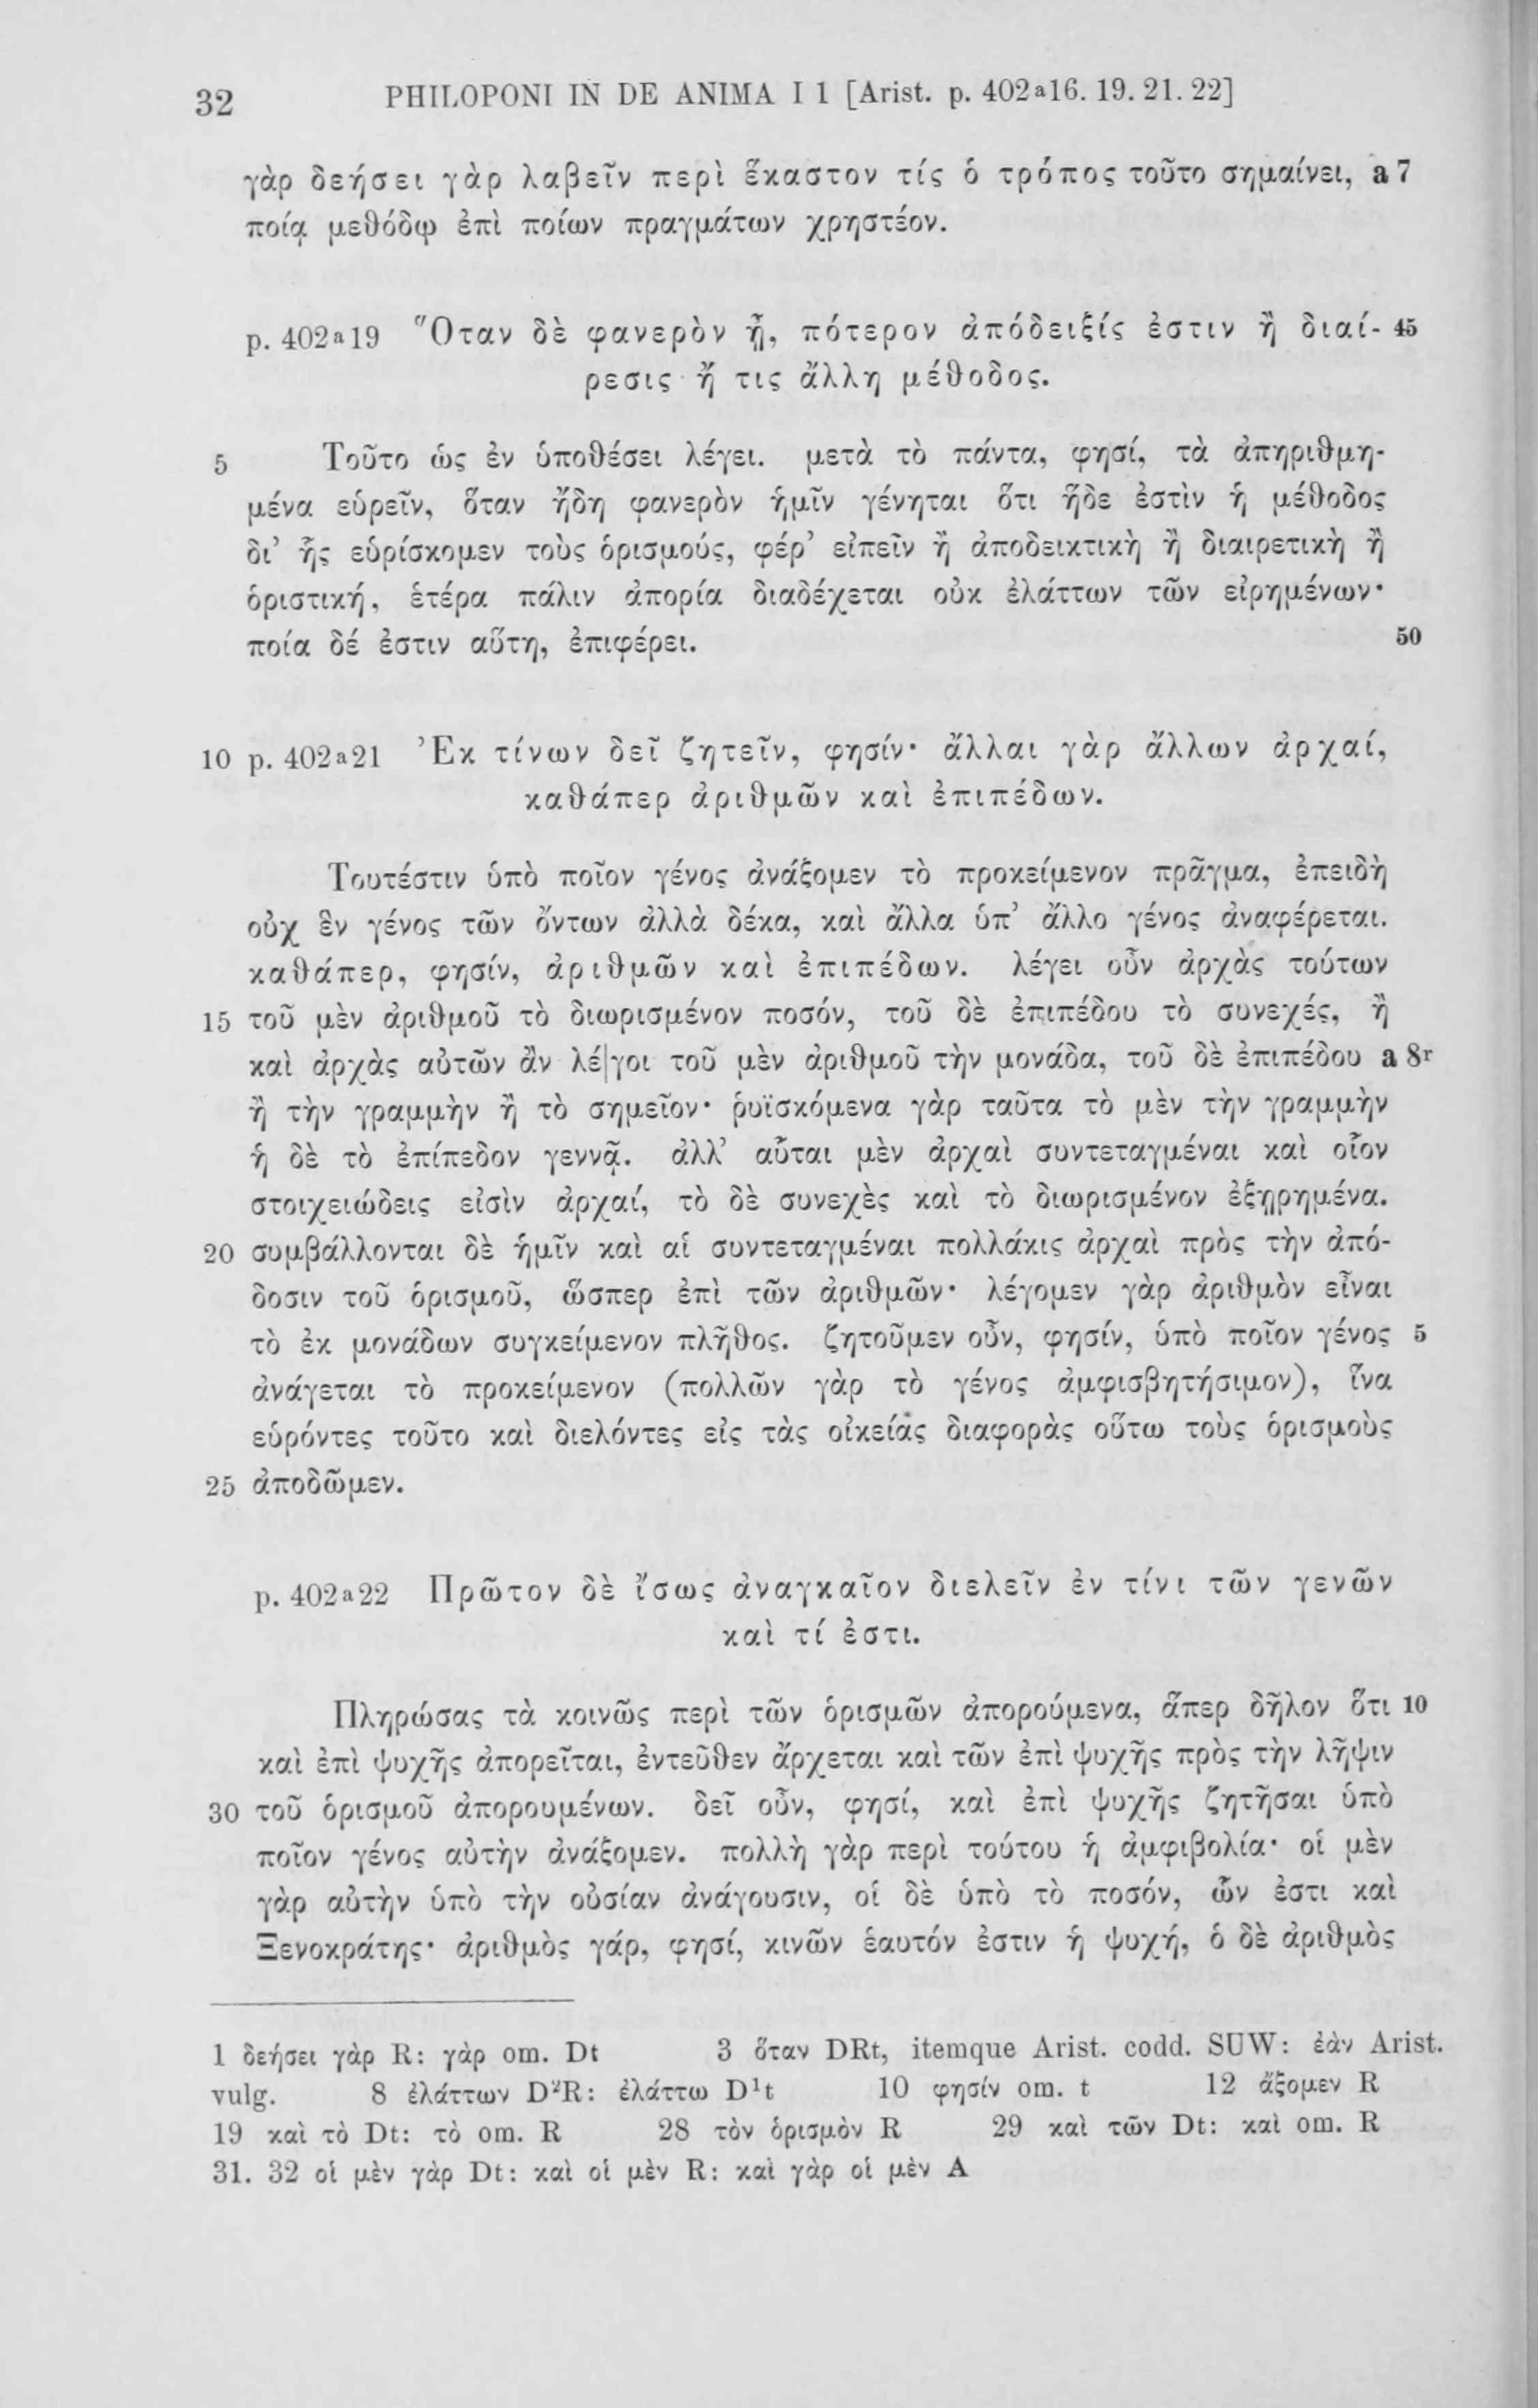 32 PHILOPONI IN DE ANIMA I 1 [Arist. p. 402a16. 19. 21. 22]
γὰρ δεήσει γὰρ λαβεῖν περὶ ἕκαστον τίς ὁ τρόπος τοῦτο σημαίνει, a 7
ποίᾳ μεθόδῳ ἐπὶ ποίων πραγμάτων χρηστέον.
p. 402a19 Ὅταν δὲ φανερὸν ᾖ, πότερον ἀπόδειξίς ἐστιν ἢ διαί- 45
ρεσις ἤ τις ἄλλη μέθοδος.
5 Τοῦτο ὡς ἐν ὑποθέσει λέγει. μετὰ τὸ πάντα, φησί, τὰ ἀπηριθμη-
μένα εὑρεῖν, ὅταν ἤδη φανερὸν ἡμῖν γένηται ὅτι ἥδε ἐστὶν ἡ μέθοδος
δι’ ἧς εὑρίσκομεν τοὺς ὁρισμούς, φέρ’ εἰπεῖν ἢ ἀποδεικτικὴ ἢ διαιρετικὴ ἢ
ὁριστική, ἑτέρα πάλιν ἀπορία διαδέχεται οὐκ ἐλάττων τῶν εἰρημένων·
ποία δέ ἐστιν αὕτη, ἐπιφέρει. 50
10 p. 402a21 Ἐκ τίνων δεῖ ζητεῖν, φησίν· ἄλλαι γὰρ ἄλλων ἀρχαί,
καθάπερ ἀριθμῶν καὶ ἐπιπέδων.
Τουτέστιν ὑπὸ ποῖον γένος ἀνάξομεν τὸ προκείμενον πρᾶγμα, ἐπειδὴ
οὐχ ἓν γένος τῶν ὄντων ἀλλὰ δέκα, καὶ ἄλλα ὑπ’ ἄλλο γένος ἀναφέρεται.
καθάπερ, φησίν, ἀριθμῶν καὶ ἐπιπέδων. λέγει οὖν ἀρχὰς τούτων
15 τοῦ μὲν ἀριθμοῦ τὸ διωρισμένον ποσόν, τοῦ δὲ ἐπιπέδου τὸ συνεχές, ἢ
καὶ ἀρχὰς αὐτῶν ἂν λέ|γοι τοῦ μὲν ἀριθμοῦ τὴν μονάδα, τοῦ δὲ ἐπιπέδου a 8r
ἢ τὴν γραμμὴν ἢ τὸ σημεῖον· ῥυϊσκόμενα γὰρ ταῦτα τὸ μὲν τὴν γραμμὴν
ἡ δὲ τὸ ἐπίπεδον γεννᾷ. ἀλλ’ αὗται μὲν ἀρχαὶ συντεταγμέναι καὶ οἷον
στοιχειώδεις εἰσὶν ἀρχαί, τὸ δὲ συνεχὲς καὶ τὸ διωρισμένον ἐξῃρημένα.
20 συμβάλλονται δὲ ἡμῖν καὶ αἱ συντεταγμέναι πολλάκις ἀρχαὶ πρὸς τὴν ἀπό-
δοσιν τοῦ ὁρισμοῦ, ὥσπερ ἐπὶ τῶν ἀριθμῶν· λέγομεν γὰρ ἀριθμὸν εἶναι
τὸ ἐκ μονάδων συγκείμενον πλῆθος. ζητοῦμεν οὖν, φησίν, ὑπὸ ποῖον γένος 5
ἀνάγεται τὸ προκείμενον (πολλῶν γὰρ τὸ γένος ἀμφισβητήσιμον), ἵνα
εὑρόντες τοῦτο καὶ διελόντες εἰς τὰς οἰκείας διαφορὰς οὕτω τοὺς ὁρισμοὺς
25 ἀποδῶμεν.
p. 402a22 Πρῶτον δὲ ἴσως ἀναγκαῖον διελεῖν ἐν τίνι τῶν γενῶν
καὶ τί ἐστι.
Πληρώσας τὰ κοινῶς περὶ τῶν ὁρισμῶν ἀπορούμενα, ἅπερ δῆλον ὅτι 10
καὶ ἐπὶ ψυχῆς ἀπορεῖται, ἐντεῦθεν ἄρχεται καὶ τῶν ἐπὶ ψυχῆς πρὸς τὴν λῆψιν
30 τοῦ ὁρισμοῦ ἀπορουμένων. δεῖ οὖν, φησί, καὶ ἐπὶ ψυχῆς ζητῆσαι ὑπὸ
ποῖον γένος αὐτὴν ἀνάξομεν. πολλὴ γὰρ περὶ τούτου ἡ ἀμφιβολία· οἱ μὲν
γὰρ αὐτὴν ὑπὸ τὴν οὐσίαν ἀνάγουσιν, οἱ δὲ ὑπὸ τὸ ποσόν, ὧν ἐστι καὶ
Ξενοκράτης· ἀριθμὸς γάρ, φησί, κινῶν ἑαυτόν ἐστιν ἡ ψυχή, ὁ δὲ ἀριθμὸς
1 δεήσει γὰρ R: γὰρ om. Dt 3 ὅταν DRt, itemque Arist. codd. SUW: ἐὰν Arist.
vulg. 8 ἐλάττων D²R: ἐλάττω D¹t 10 φησίν om. t 12 ἄξομεν R
19 καὶ τὸ Dt: τὸ om. R 28 τὸν ὁρισμὸν R 29 καὶ τῶν Dt: καὶ om. R
31. 32 οἱ μὲν γὰρ Dt: καὶ οἱ μὲν R: καὶ γὰρ οἱ μὲν A